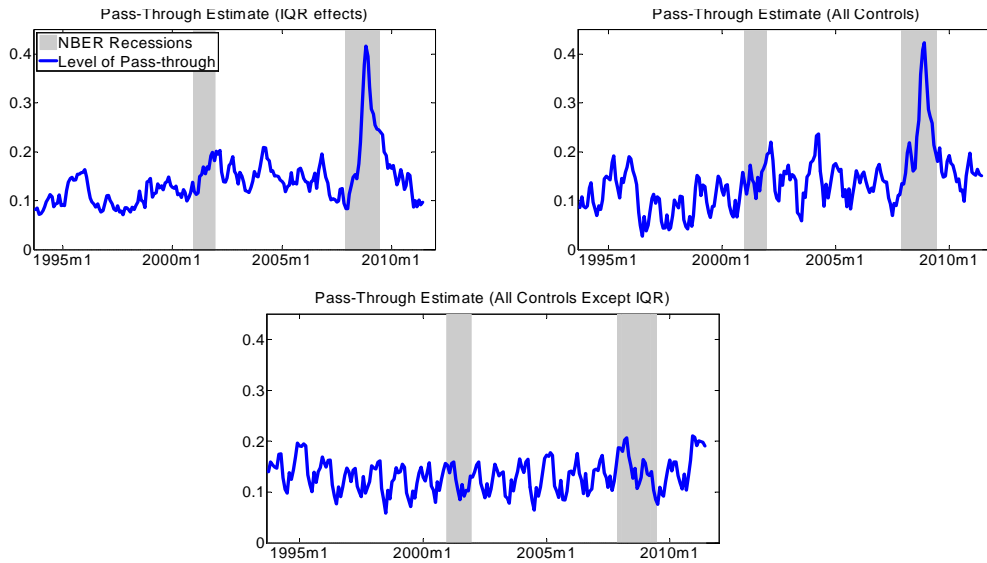 Pass-Through Estimate (IQR effects)
0.4
0.3
0.2
0.1
0
1995m1 2000m1 2005m1 2010m1
NBER Recessions
Level of Pass-through
Pass-Through Estimate (All Controls)
0.4
0.3
0.2
0.1
0
1995m1 2000m1 2005m1 2010m1
Pass-Through Estimate (All Controls Except IQR)
0.4
0.3
0.2
0.1
0
1995m1 2000m1 2005m1 2010m1